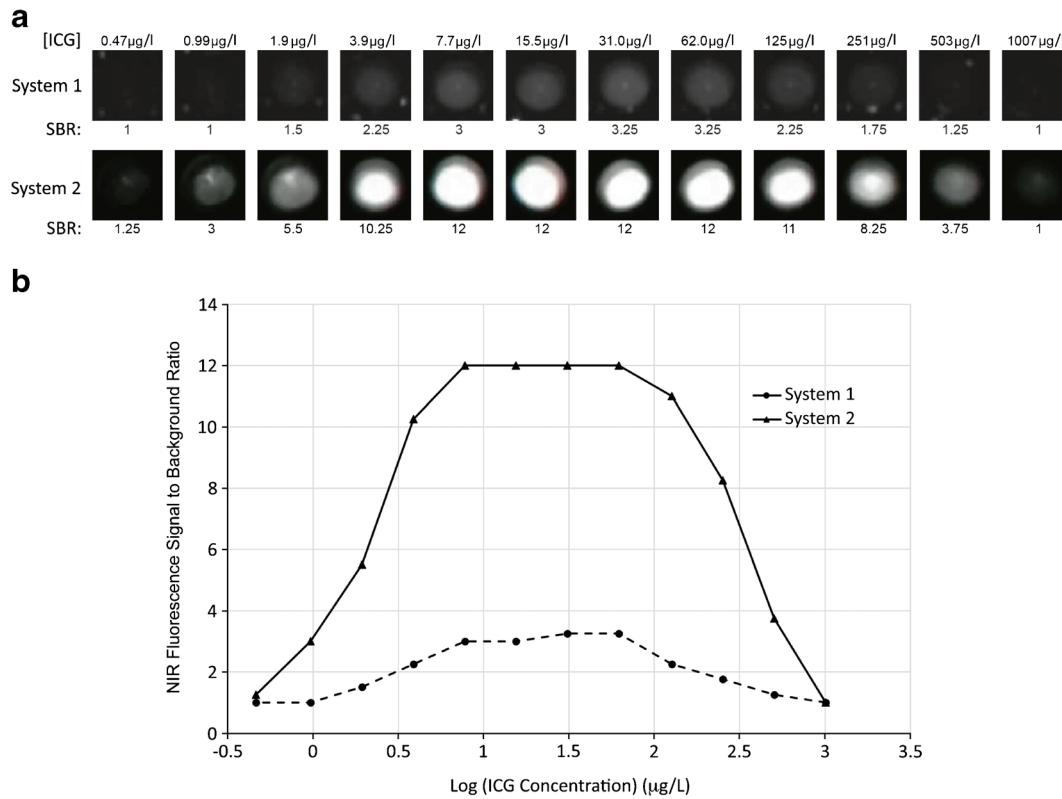 a
[ICG] 0.47µg/l 0.99µg/l 1.9µg/l 3.9µg/l 7.7µg/l 15.5µg/l 31.0µg/l 62.0µg/l 125µg/l 251µg/l 503µg/l 1007µg/l
System 1
SBR: 1 1 1.5 2.25 3 3 3.25 3.25 2.25 1.75 1.25 1
System 2
SBR: 1.25 3 5.5 10.25 12 12 12 12 11 8.25 3.75 1
b
NIR Fluorescence Signal to Background Ratio
14
12
10
8
6
4
2
0
System 1
System 2
-0.5 0 0.5 1 1.5 2 2.5 3 3.5
Log (ICG Concentration) (µg/L)